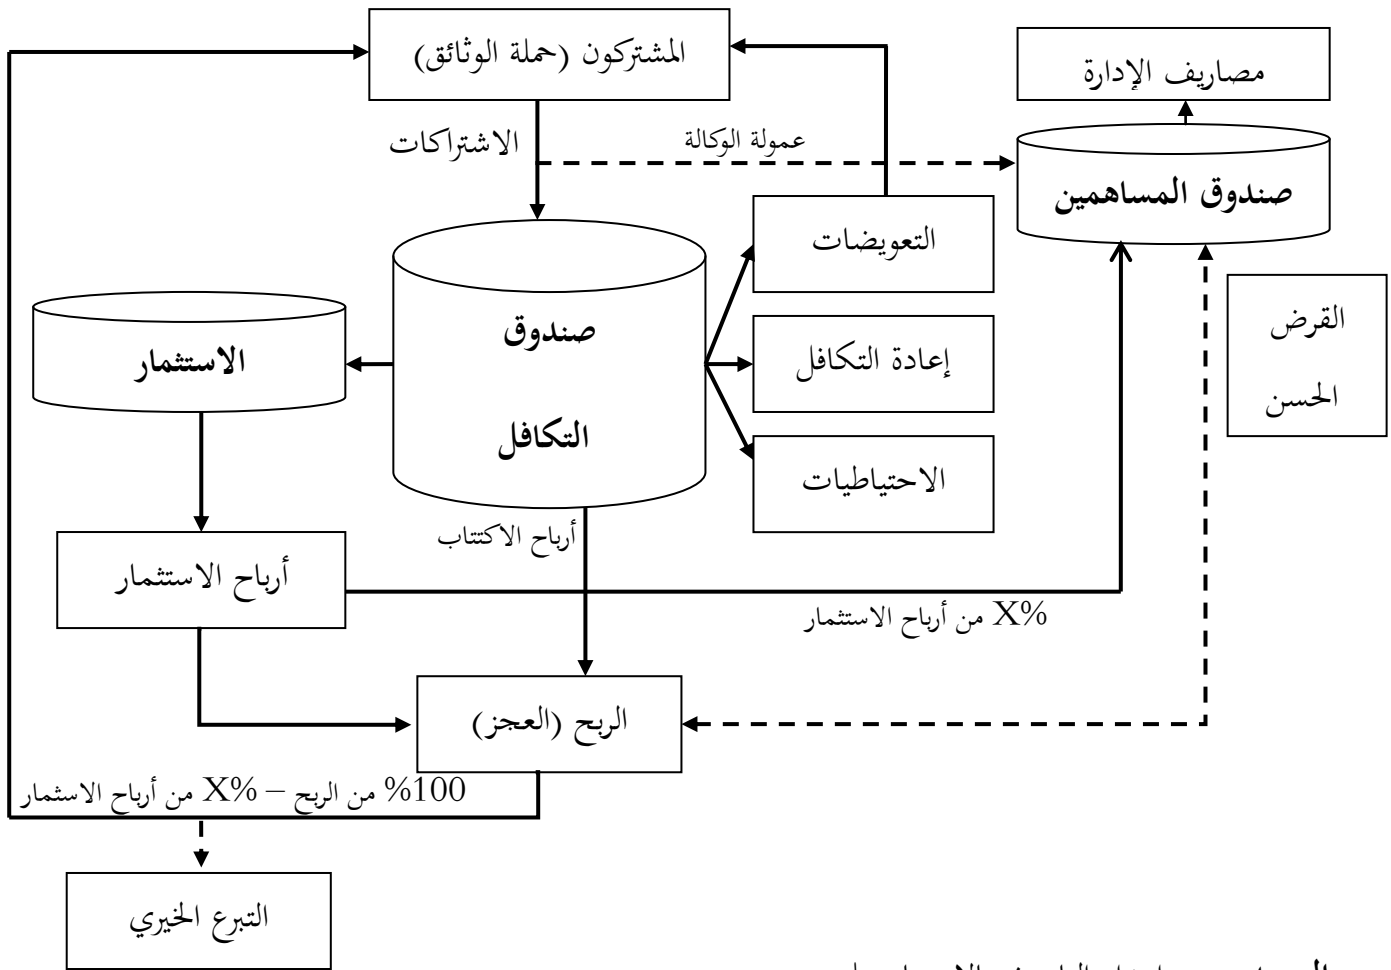 المشتركون (حملة الوثائق)
مصاريف الإدارة
الاشتراكات
عمولة الوكالة
صندوق المساهمين
التعويضات
صندوق
التكافل
الاستثمار
إعادة التكافل
القرض
الحسن
الاحتياطيات
أرباح الاكتتاب
أرباح الاستثمار
X% من أرباح الاستثمار
الربح (العجز)
100% من الربح – X% من أرباح الاسثمار
التبرع الخيري